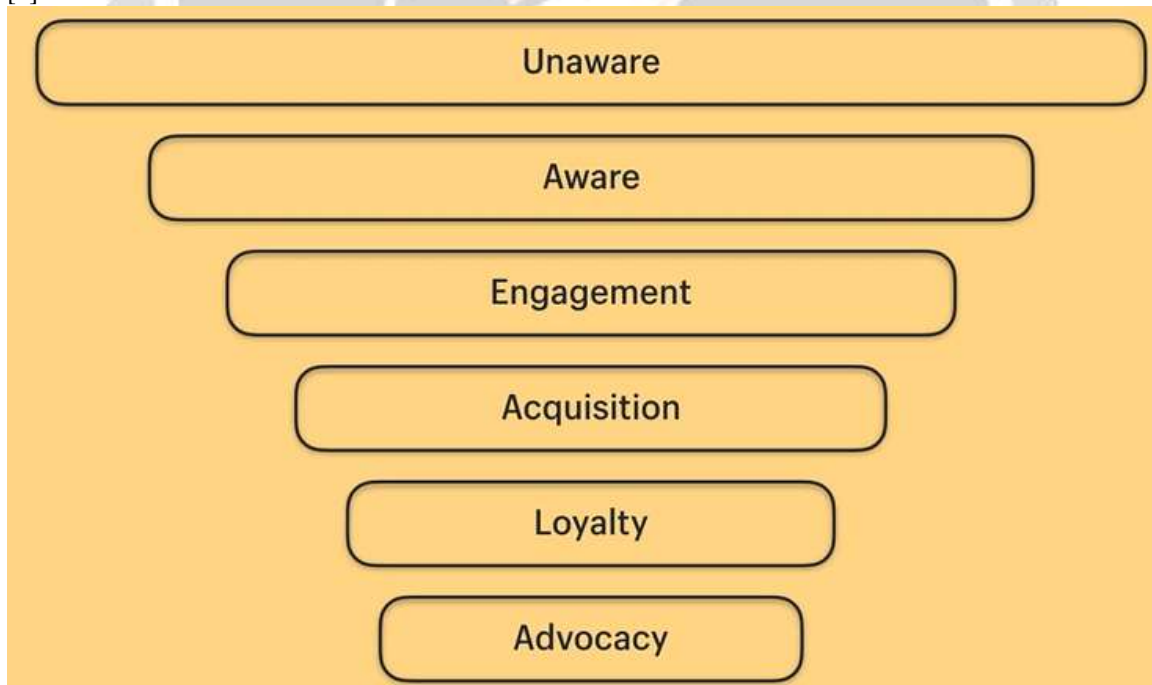 Unaware
Aware
Engagement
Acquisition
Loyalty
Advocacy